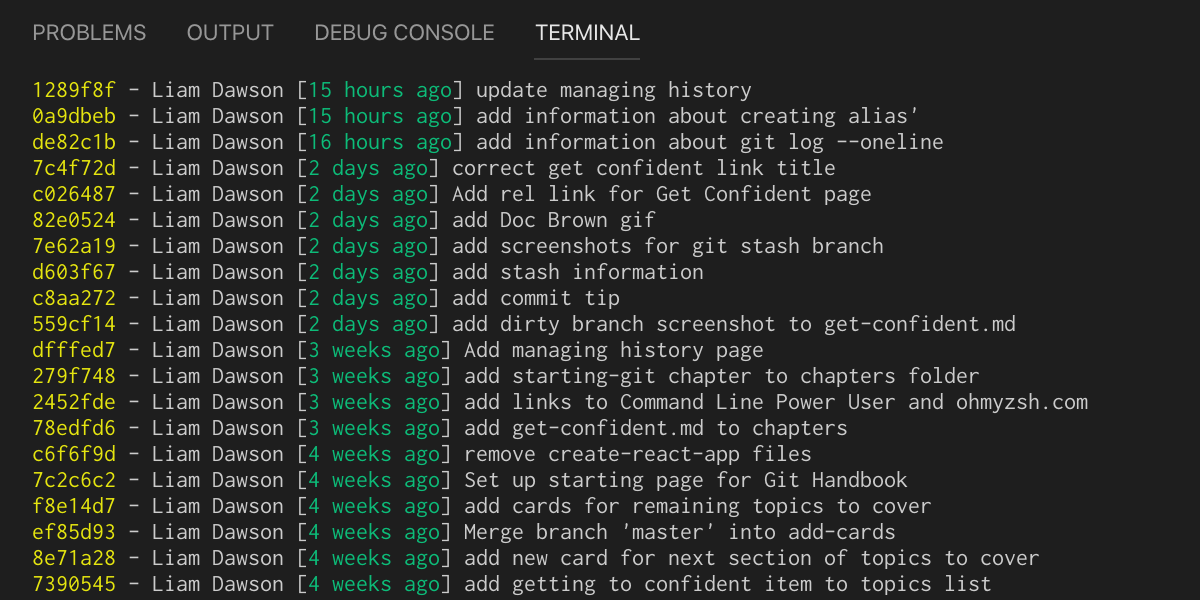 PROBLEMS OUTPUT DEBUG CONSOLE TERMINAL
1289f8f - Liam Dawson [15 hours ago] update managing history
0a9dbeb - Liam Dawson [15 hours ago] add information about creating alias'
de82c1b - Liam Dawson [16 hours ago] add information about git log --oneline
7c4f72d - Liam Dawson [2 days ago] correct get confident link title
c026487 - Liam Dawson [2 days ago] Add rel link for Get Confident page
82e0524 - Liam Dawson [2 days ago] add Doc Brown gif
7e62a19 - Liam Dawson [2 days ago] add screenshots for git stash branch
d603f67 - Liam Dawson [2 days ago] add stash information
c8aa272 - Liam Dawson [2 days ago] add commit tip
559cf14 - Liam Dawson [2 days ago] add dirty branch screenshot to get-confident.md
dfffed7 - Liam Dawson [3 weeks ago] Add managing history page
279f748 - Liam Dawson [3 weeks ago] add starting-git chapter to chapters folder
2452fde - Liam Dawson [3 weeks ago] add links to Command Line Power User and ohmyzsh.com
78edfd6 - Liam Dawson [3 weeks ago] add get-confident.md to chapters
c6f6f9d - Liam Dawson [4 weeks ago] remove create-react-app files
7c2c6c2 - Liam Dawson [4 weeks ago] Set up starting page for Git Handbook
f8e14d7 - Liam Dawson [4 weeks ago] add cards for remaining topics to cover
ef85d93 - Liam Dawson [4 weeks ago] Merge branch 'master' into add-cards
8e71a28 - Liam Dawson [4 weeks ago] add new card for next section of topics to cover
7390545 - Liam Dawson [4 weeks ago] add getting to confident item to topics list